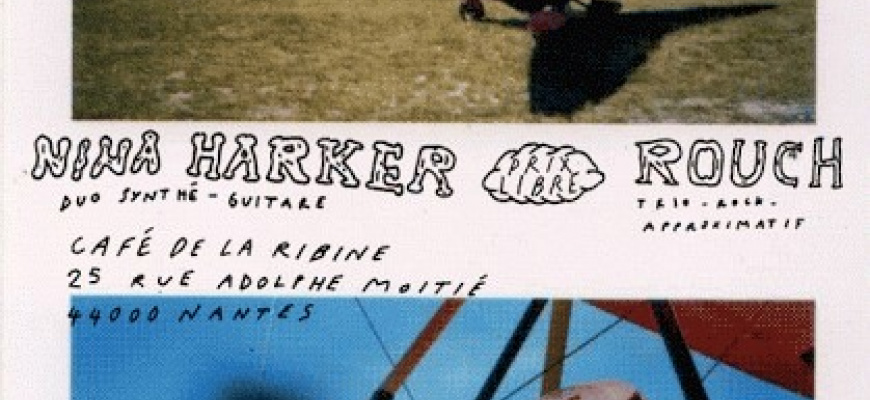 NINA HARKER
PRIX
LIBRE
ROUCH
DUO SYNTHÉ - GUITARE
TRIO - ROCK -
APPROXIMATIF
CAFÉ DE LA RIBINE
25 RUE ADOLPHE MOITIÉ
44000 NANTES